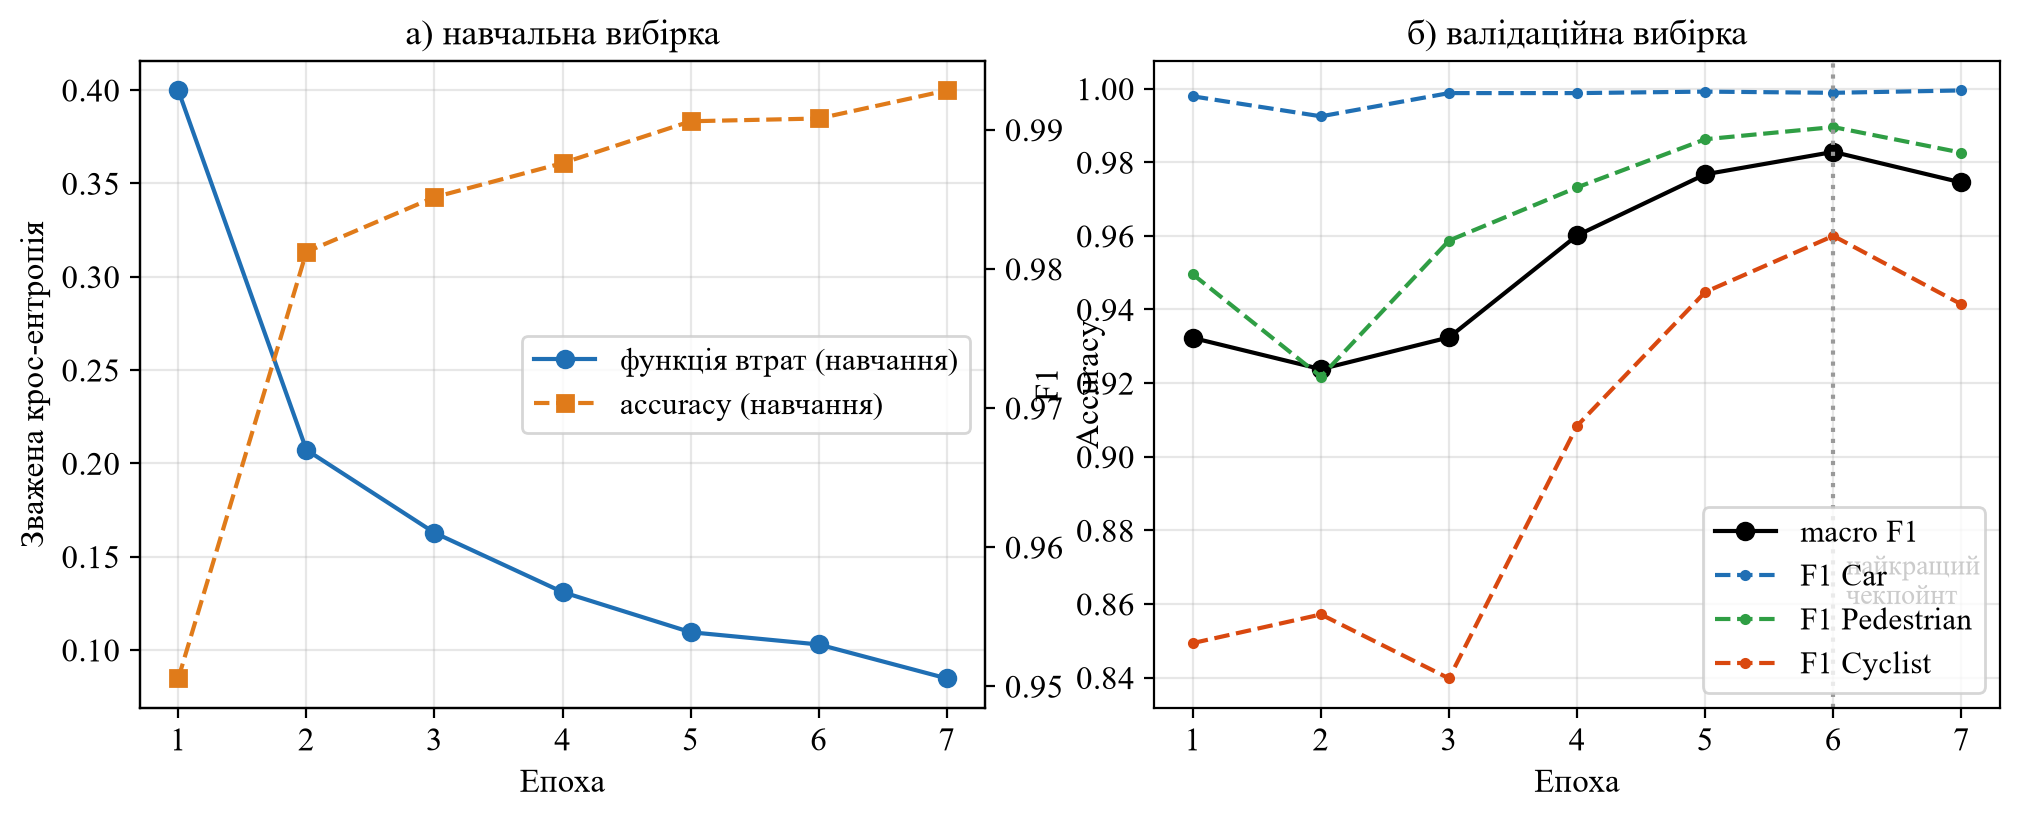 а) навчальна вибірка
Зважена крос-ентропія
0.40
0.35
0.30
0.25
0.20
0.15
0.10
0.99
0.98
0.97
0.96
0.95
Accuracy
функція втрат (навчання)
accuracy (навчання)
1 2 3 4 5 6 7
Епоха
б) валідаційна вибірка
F1
1.00
0.98
0.96
0.94
0.92
0.90
0.88
0.86
0.84
macro F1
F1 Car
F1 Pedestrian
F1 Cyclist
найкращий
чекпойнт
1 2 3 4 5 6 7
Епоха